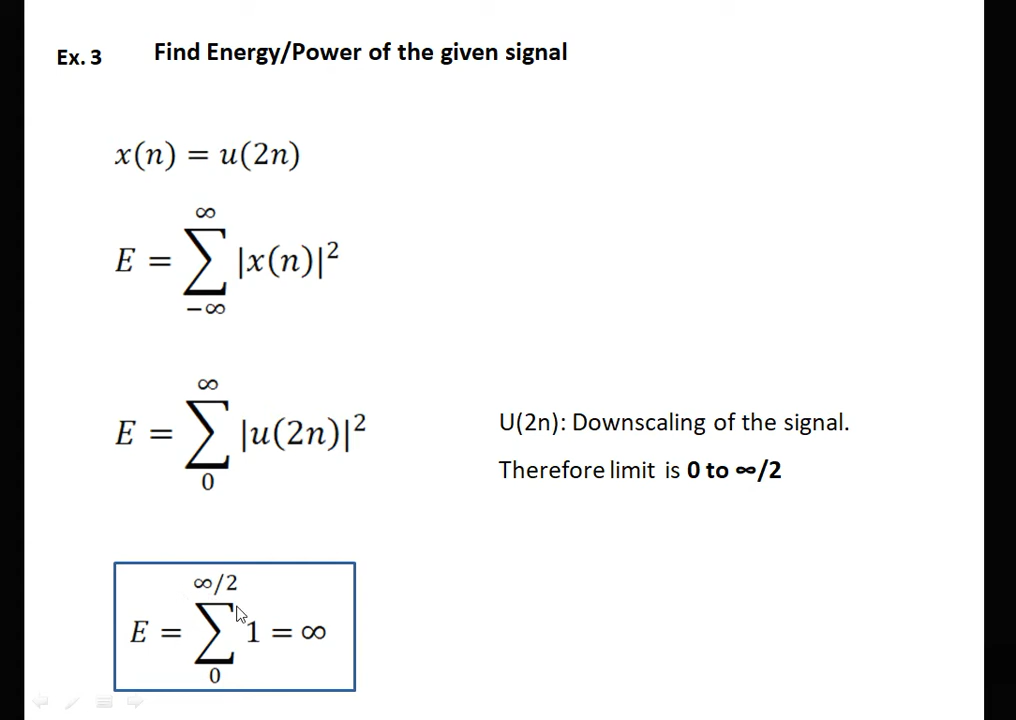 Ex. 3 Find Energy/Power of the given signal
x(n) = u(2n)
E = ∑_{-∞}^{∞} |x(n)|²
E = ∑_{0}^{∞} |u(2n)|²
U(2n): Downscaling of the signal.
Therefore limit is 0 to ∞/2
E = ∑_{0}^{∞/2} 1 = ∞